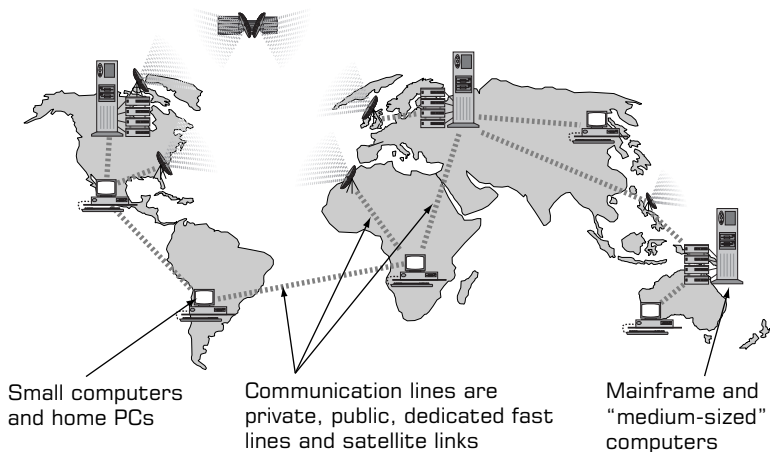 Small computers
and home PCs
Communication lines are
private, public, dedicated fast
lines and satellite links
Mainframe and
“medium-sized”
computers